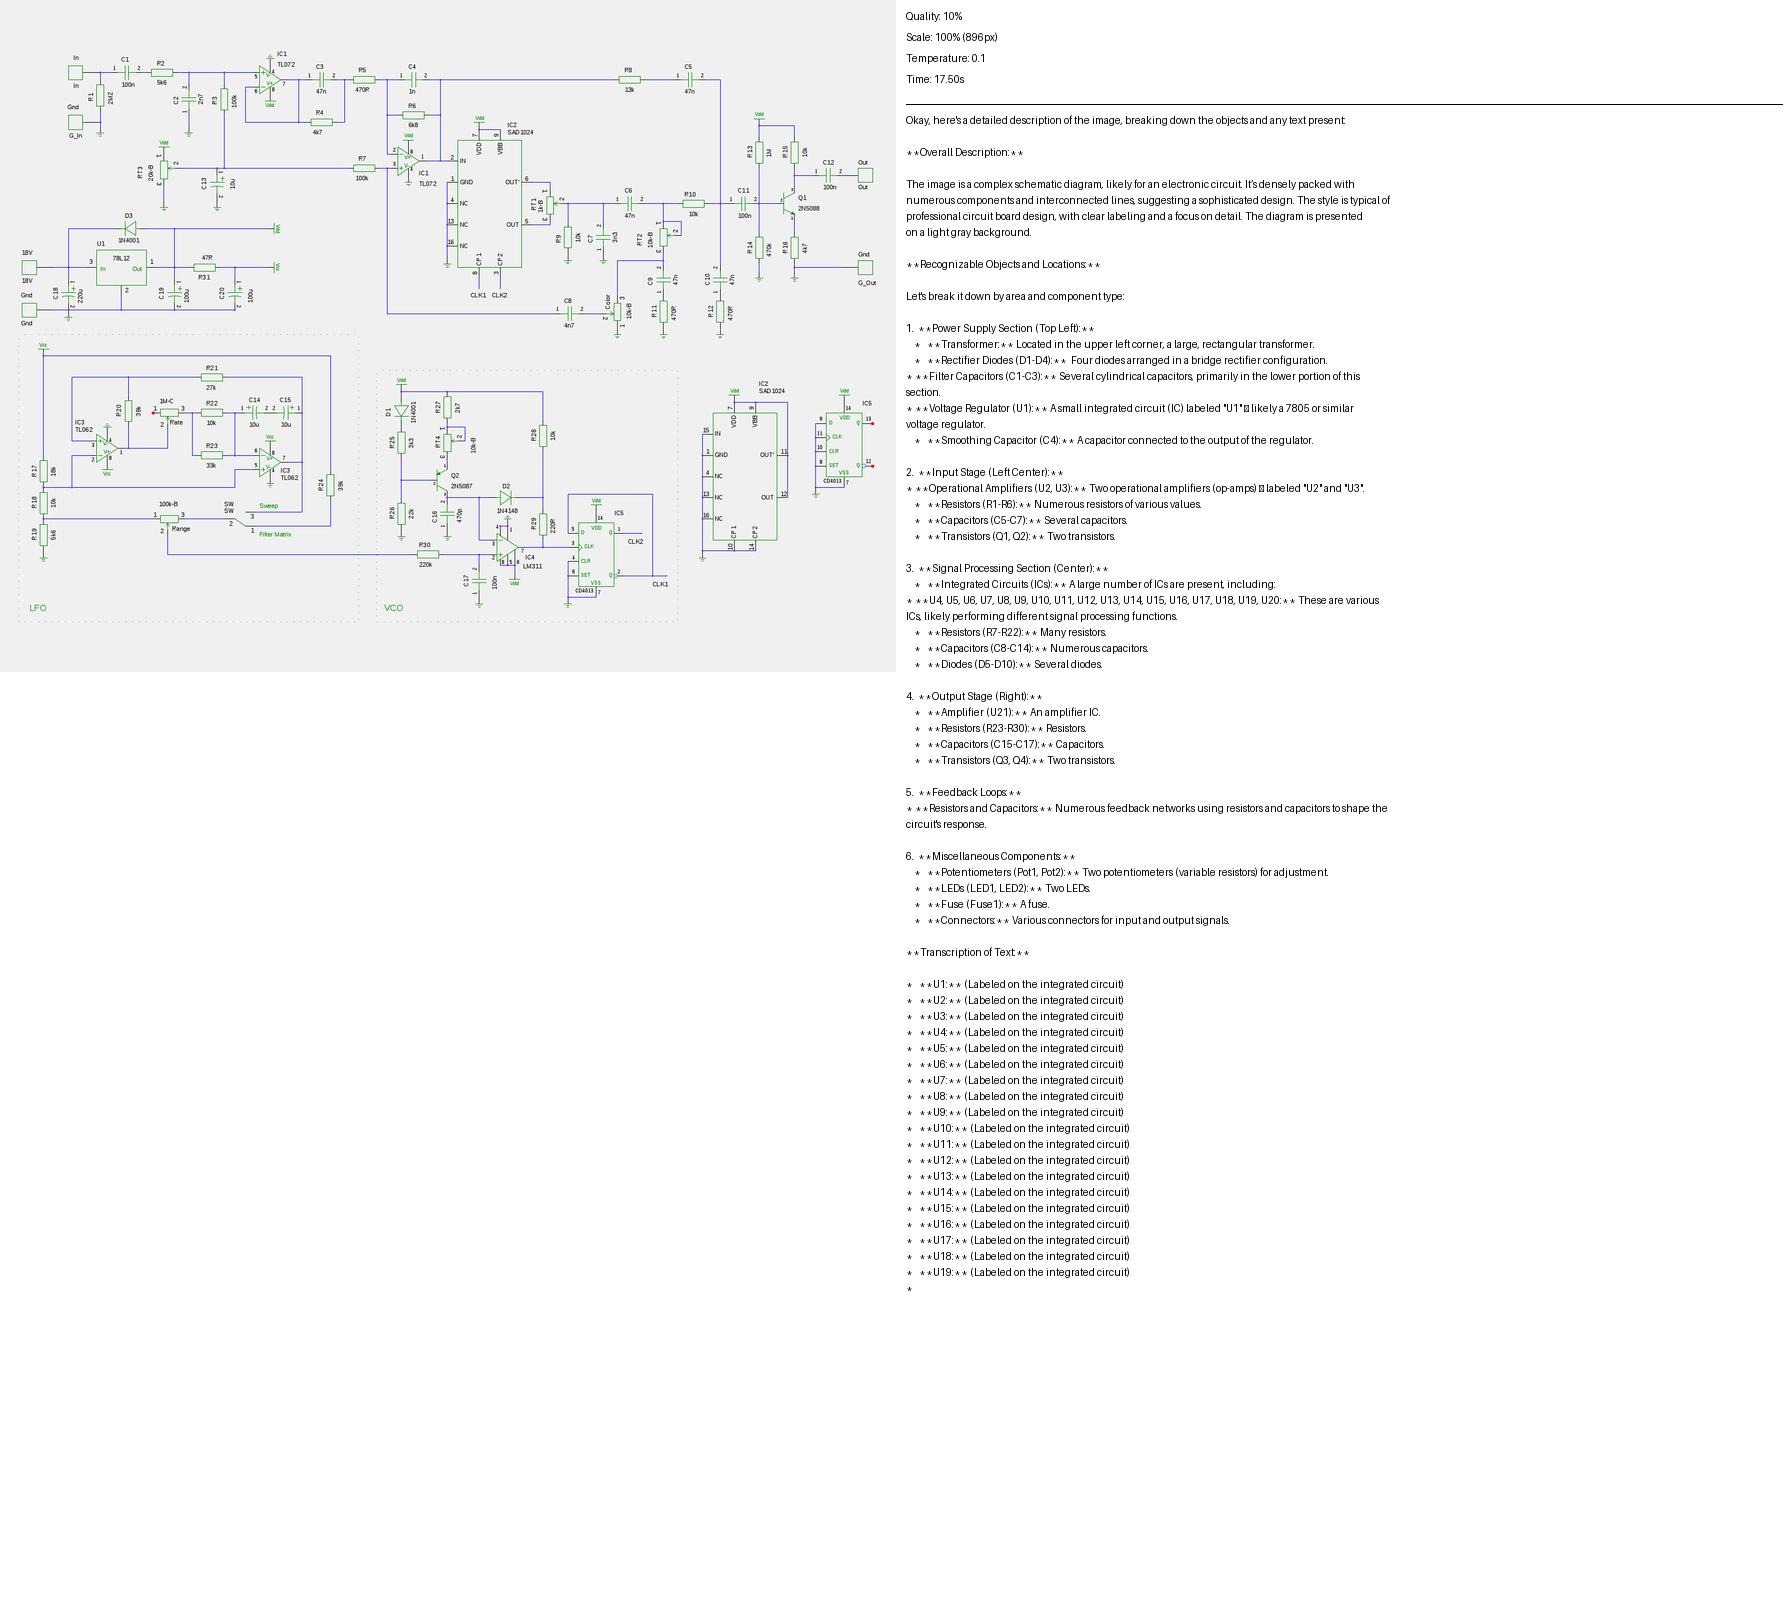 In
In
Gnd
G_In
C1
1 2
100n
R2
5k6
R1
2M2
C2
2n7
R3
100k
IC1
TL072
Vdd
C3
1 2
47n
R4
4k7
R5
470R
C4
1 2
1n
R6
6k8
R7
100k
IC1
TL072
Vdd
R8
13k
C5
1 2
47n
Vdd
RT3
20k-B
C13
10u
IC2
SAD1024
Vdd
VDD
VBB
IN
GND
NC
NC
NC
OUT'
OUT
CP1
CP2
CLK1
CLK2
RT1
1k-B
R9
10k
C7
3n3
C6
47n
RT2
10k-B
R10
10k
C11
100n
C9
47n
C10
47n
R11
470R
R12
470R
C8
4n7
Color
10k-B
Vdd
R13
1M
R15
10k
C12
100n
Out
Out
Q1
2N5088
R14
470k
R16
4k7
Gnd
G_Out
D3
1N4001
U1
78L12
In
Out
47R
R31
18V
18V
Gnd
Gnd
C18
220u
C19
100u
C20
100u
Vcc
R21
27k
R20
39k
1M-C
Rate
R22
10k
C14
10u
C15
10u
R23
33k
IC3
TL062
Vcc
IC3
TL062
Vcc
R17
18k
R18
10k
R19
5k6
R24
39k
100k-B
Range
SW
SW
Sweep
Filter Matrix
LFO
Vdd
D1
1N4001
R27
2k7
R25
3k3
RT4
10k-B
R28
10k
Q2
2N5087
D2
1N4148
R26
22k
C16
470p
R29
220R
R30
220k
C17
100n
IC4
LM311
Vdd
IC5
Vdd
VDD
D
CLK
CLR
SET
VSS
Q
Q
CD4013
CLK2
CLK1
VCO
IC2
SAD1024
Vdd
VDD
VBB
IN
GND
NC
NC
NC
OUT'
OUT
CP1
CP2
IC5
Vdd
VDD
D
CLK
CLR
SET
VSS
Q
Q
CD4013
Quality: 10%
Scale: 100% (896px)
Temperature: 0.1
Time: 17.50s
Okay, here's a detailed description of the image, breaking down the objects and any text present:
**Overall Description:**
The image is a complex schematic diagram, likely for an electronic circuit. It's densely packed with
numerous components and interconnected lines, suggesting a sophisticated design. The style is typical of
professional circuit board design, with clear labeling and a focus on detail. The diagram is presented
on a light gray background.
**Recognizable Objects and Locations:**
Let's break it down by area and component type:
1. **Power Supply Section (Top Left):**
* **Transformer:** Located in the upper left corner, a large, rectangular transformer.
* **Rectifier Diodes (D1-D4):** Four diodes arranged in a bridge rectifier configuration.
* **Filter Capacitors (C1-C3):** Several cylindrical capacitors, primarily in the lower portion of this
section.
* **Voltage Regulator (U1):** A small integrated circuit (IC) labeled "U1" likely a 7805 or similar
voltage regulator.
* **Smoothing Capacitor (C4):** A capacitor connected to the output of the regulator.
2. **Input Stage (Left Center):**
* **Operational Amplifiers (U2, U3):** Two operational amplifiers (op-amps) labeled "U2" and "U3".
* **Resistors (R1-R6):** Numerous resistors of various values.
* **Capacitors (C5-C7):** Several capacitors.
* **Transistors (Q1, Q2):** Two transistors.
3. **Signal Processing Section (Center):**
* **Integrated Circuits (ICs):** A large number of ICs are present, including:
* **U4, U5, U6, U7, U8, U9, U10, U11, U12, U13, U14, U15, U16, U17, U18, U19, U20:** These are various
ICs, likely performing different signal processing functions.
* **Resistors (R7-R22):** Many resistors.
* **Capacitors (C8-C14):** Numerous capacitors.
* **Diodes (D5-D10):** Several diodes.
4. **Output Stage (Right):**
* **Amplifier (U21):** An amplifier IC.
* **Resistors (R23-R30):** Resistors.
* **Capacitors (C15-C17):** Capacitors.
* **Transistors (Q3, Q4):** Two transistors.
5. **Feedback Loops:**
* **Resistors and Capacitors:** Numerous feedback networks using resistors and capacitors to shape the
circuit's response.
6. **Miscellaneous Components:**
* **Potentiometers (Pot1, Pot2):** Two potentiometers (variable resistors) for adjustment.
* **LEDs (LED1, LED2):** Two LEDs.
* **Fuse (Fuse1):** A fuse.
* **Connectors:** Various connectors for input and output signals.
**Transcription of Text:**
* **U1:** (Labeled on the integrated circuit)
* **U2:** (Labeled on the integrated circuit)
* **U3:** (Labeled on the integrated circuit)
* **U4:** (Labeled on the integrated circuit)
* **U5:** (Labeled on the integrated circuit)
* **U6:** (Labeled on the integrated circuit)
* **U7:** (Labeled on the integrated circuit)
* **U8:** (Labeled on the integrated circuit)
* **U9:** (Labeled on the integrated circuit)
* **U10:** (Labeled on the integrated circuit)
* **U11:** (Labeled on the integrated circuit)
* **U12:** (Labeled on the integrated circuit)
* **U13:** (Labeled on the integrated circuit)
* **U14:** (Labeled on the integrated circuit)
* **U15:** (Labeled on the integrated circuit)
* **U16:** (Labeled on the integrated circuit)
* **U17:** (Labeled on the integrated circuit)
* **U18:** (Labeled on the integrated circuit)
* **U19:** (Labeled on the integrated circuit)
*